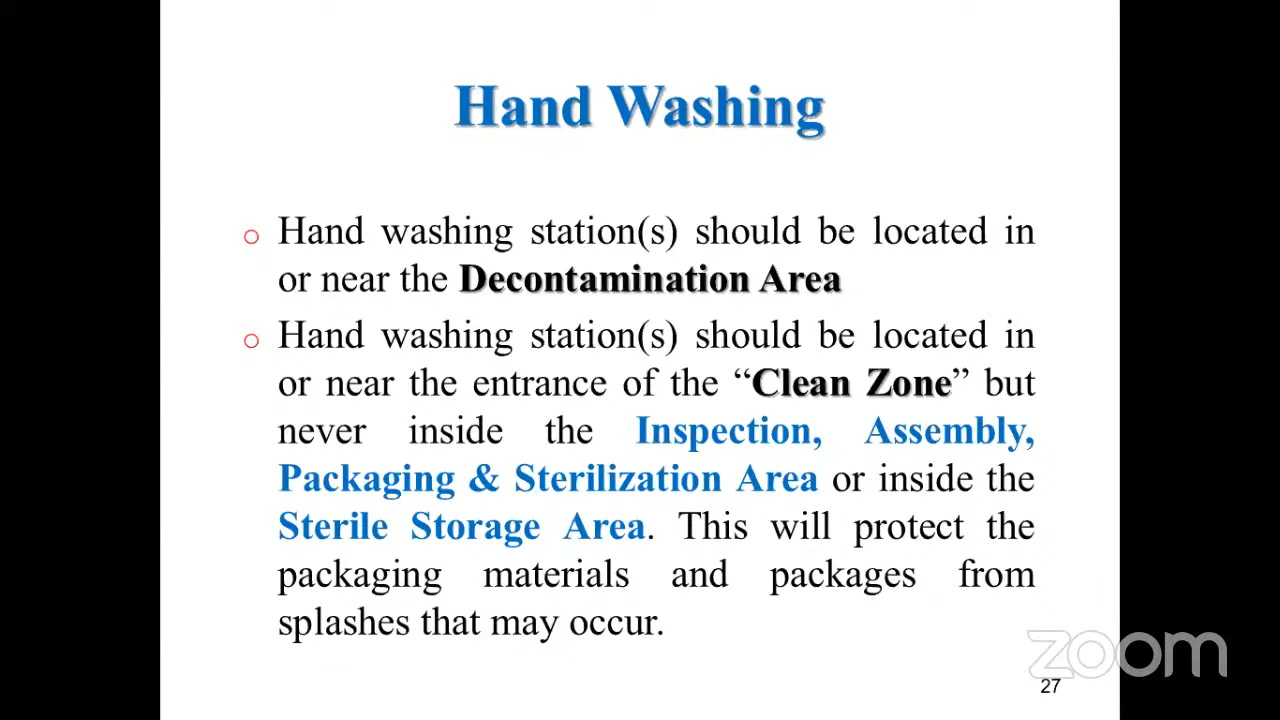 Hand Washing
o Hand washing station(s) should be located in
or near the Decontamination Area
o Hand washing station(s) should be located in
or near the entrance of the “Clean Zone” but
never inside the Inspection, Assembly,
Packaging & Sterilization Area or inside the
Sterile Storage Area. This will protect the
packaging materials and packages from
splashes that may occur.
zoom
27